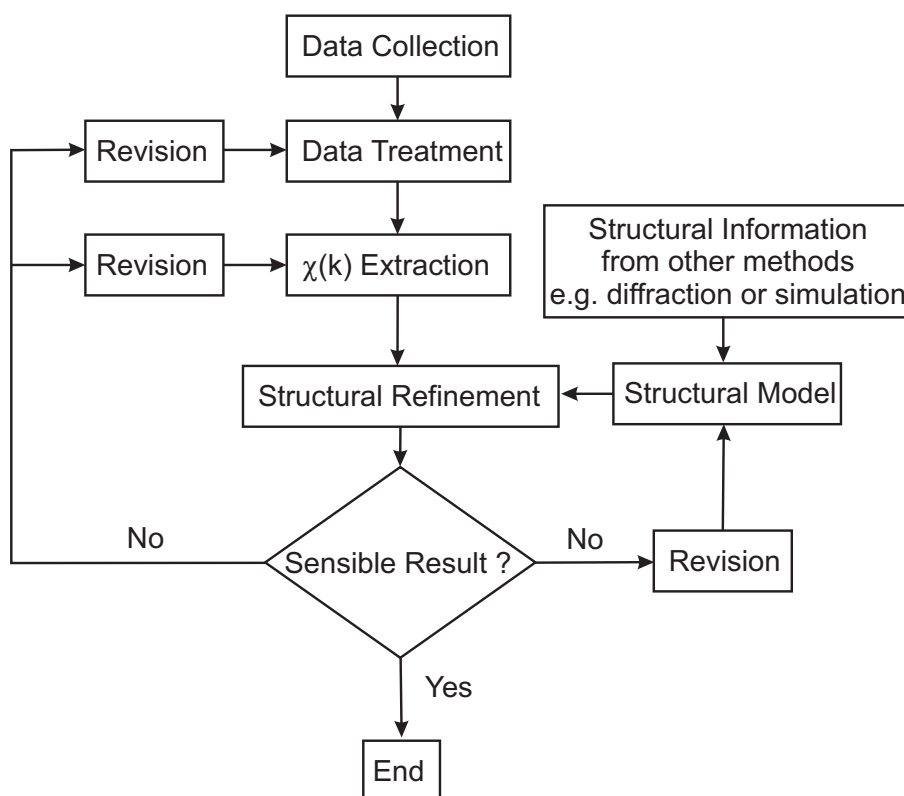 Data Collection
Revision
Data Treatment
Revision
χ(k) Extraction
Structural Information
from other methods
e.g. diffraction or simulation
Structural Refinement
Structural Model
No
Sensible Result ?
No
Revision
Yes
End